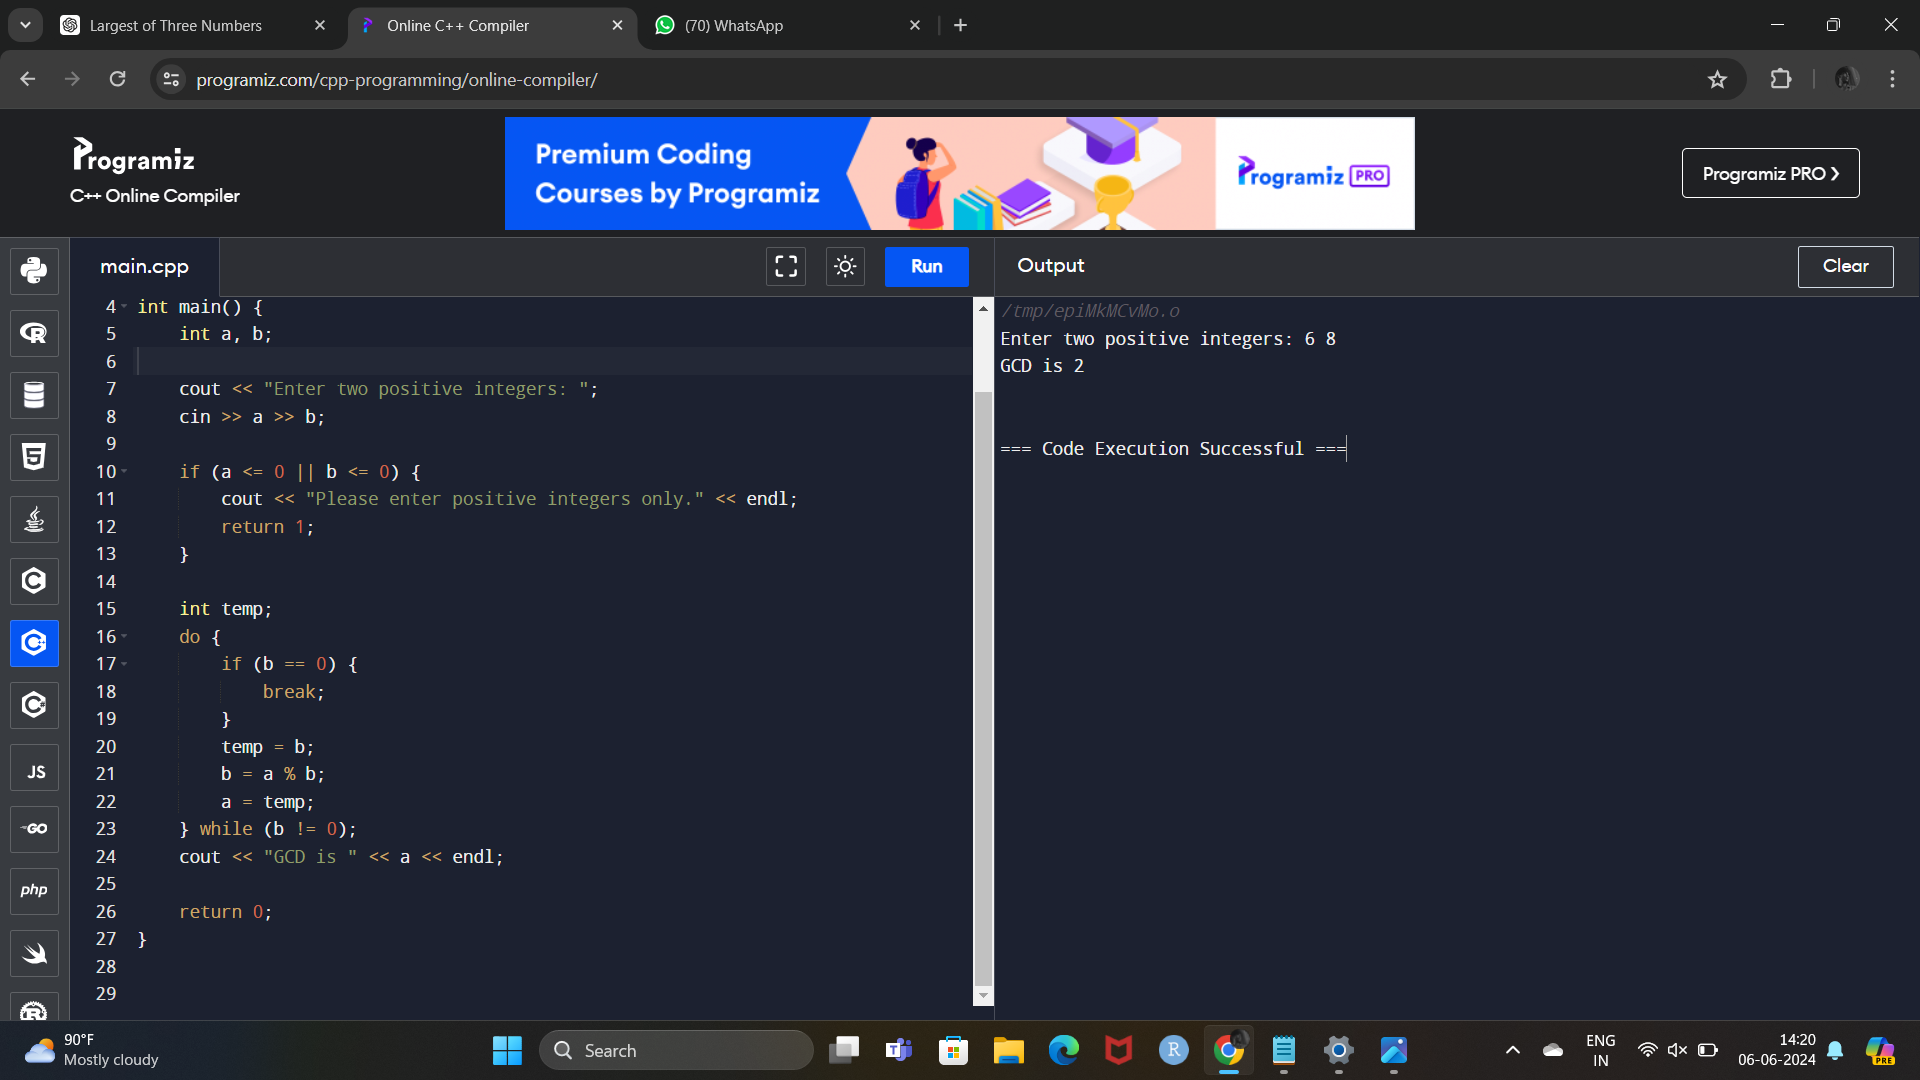 Largest of Three Numbers
Online C++ Compiler
(70) WhatsApp
programiz.com/cpp-programming/online-compiler/
Programiz
C++ Online Compiler
Premium Coding
Courses by Programiz
Programiz PRO
Programiz PRO ❯
main.cpp
Run
4 int main() {
5 int a, b;
6
7 cout << "Enter two positive integers: ";
8 cin >> a >> b;
9
10 if (a <= 0 || b <= 0) {
11 cout << "Please enter positive integers only." << endl;
12 return 1;
13 }
14
15 int temp;
16 do {
17 if (b == 0) {
18 break;
19 }
20 temp = b;
21 b = a % b;
22 a = temp;
23 } while (b != 0);
24 cout << "GCD is " << a << endl;
25
26 return 0;
27 }
28
29
Output
Clear
/tmp/epiMkMCvMo.o
Enter two positive integers: 6 8
GCD is 2
=== Code Execution Successful ===
JS
GO
php
90°F
Mostly cloudy
Search
ENG
IN
14:20
06-06-2024
PRE